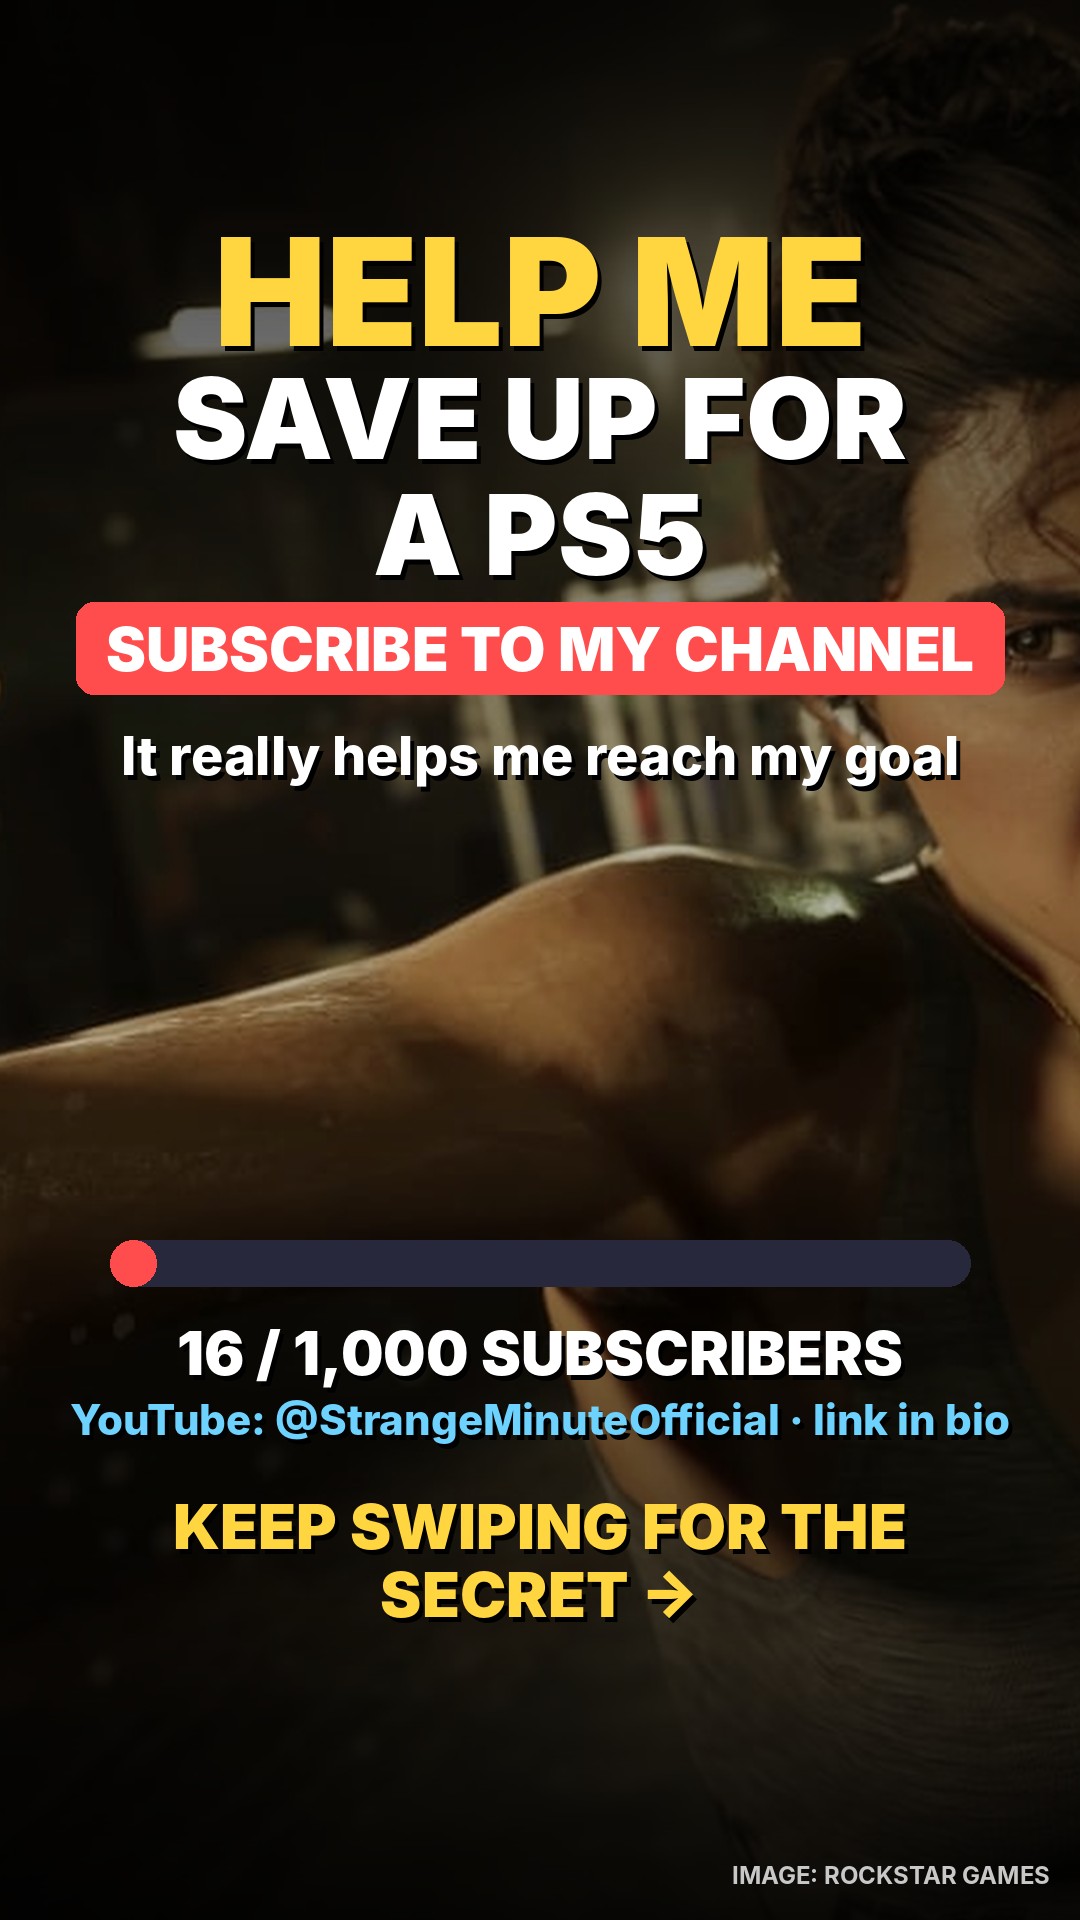 HELP ME
SAVE UP FOR
A PS5
SUBSCRIBE TO MY CHANNEL
It really helps me reach my goal
16 / 1,000 SUBSCRIBERS
YouTube: @StrangeMinuteOfficial · link in bio
KEEP SWIPING FOR THE
SECRET →
IMAGE: ROCKSTAR GAMES